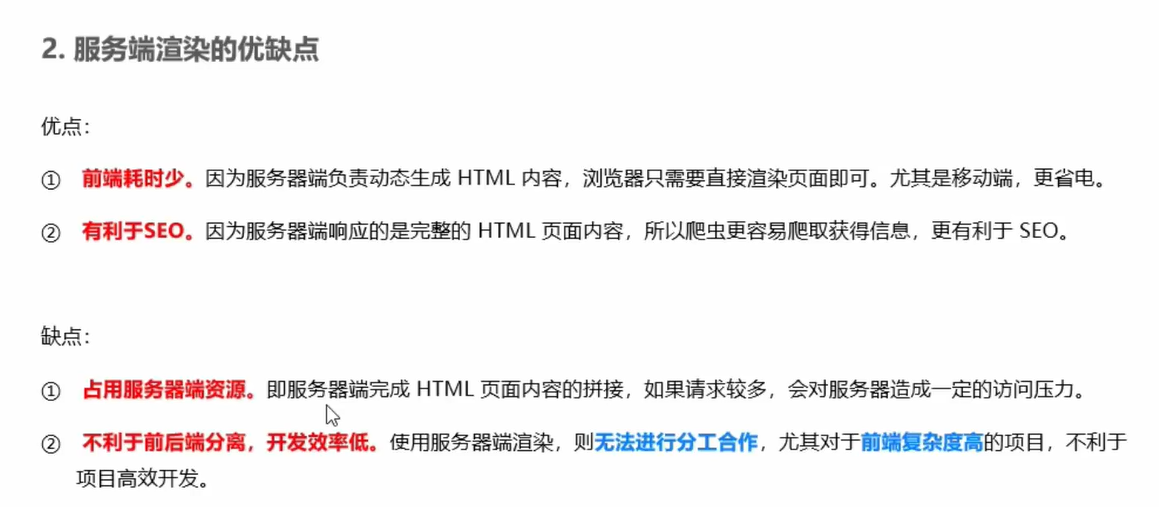 2. 服务端渲染的优缺点
优点：
① 前端耗时少。因为服务器端负责动态生成 HTML 内容，浏览器只需要直接渲染页面即可。尤其是移动端，更省电。
② 有利于SEO。因为服务器端响应的是完整的 HTML 页面内容，所以爬虫更容易爬取获得信息，更有利于 SEO。
缺点：
① 占用服务器端资源。即服务器端完成 HTML 页面内容的拼接，如果请求较多，会对服务器造成一定的访问压力。
② 不利于前后端分离，开发效率低。使用服务器端渲染，则无法进行分工合作，尤其对于前端复杂度高的项目，不利于
项目高效开发。